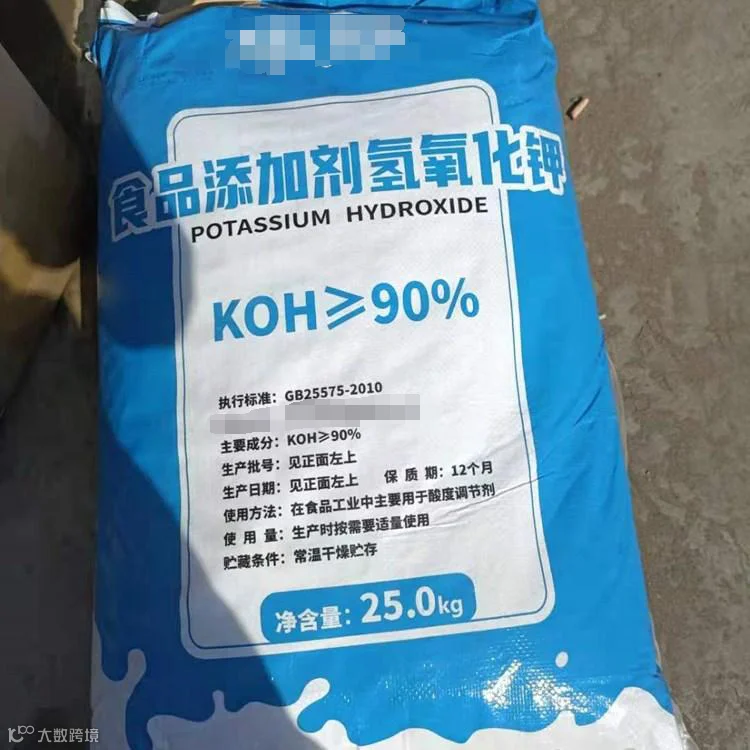 食品添加剂氢氧化钾
POTASSIUM HYDROXIDE
KOH≥90%
执行标准：GB25575-2010
主要成分：KOH≥90%
生产批号：见正面左上
生产日期：见正面左上 保质期：12个月
使用方法：在食品工业中主要用于酸度调节剂
使用量：生产时按需要适量使用
贮藏条件：常温干燥贮存
净含量：25.0kg
大数跨境